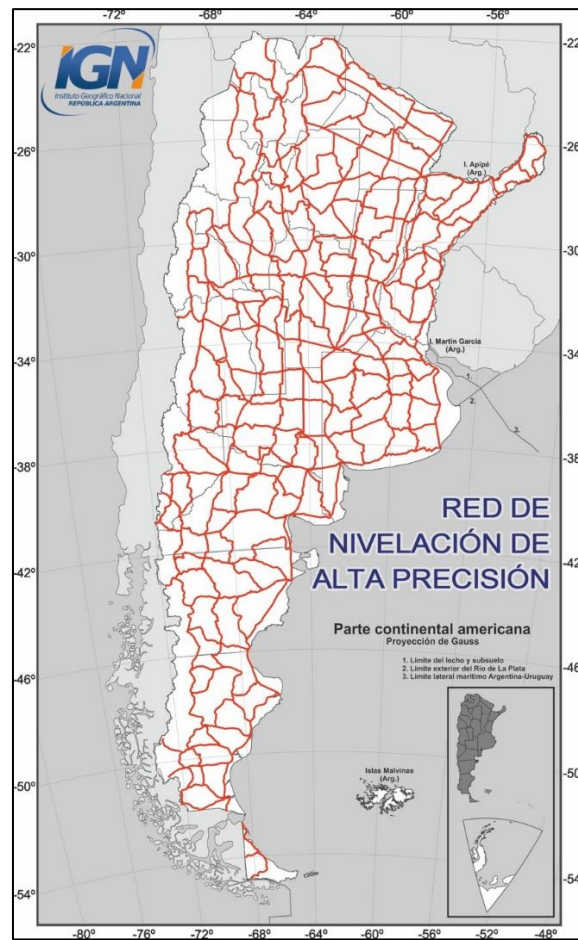 -72°
-68°
-64°
-60°
-56°
-22°
-22
IGN
Instituto Geográfico Nacional
REPÚBLICA ARGENTINA
-26°
-26
I. Apipé
(Arg.)
-30°
-30
I. Martín García
(Arg.)
-34°
-34
1.
2.
3.
-38°
-38
RED DE
NIVELACIÓN DE
ALTA PRECISIÓN
-42°
-42
Parte continental americana
Proyección de Gauss
1. Límite del lecho y subsuelo
2. Límite exterior del Río de La Plata
3. Límite lateral marítimo Argentina-Uruguay
-46°
-46
-50°
-50
Islas Malvinas
(Arg.)
-54°
-54
-80°
-76°
-72°
-68°
-64°
-60°
-56°
-52°
-48°